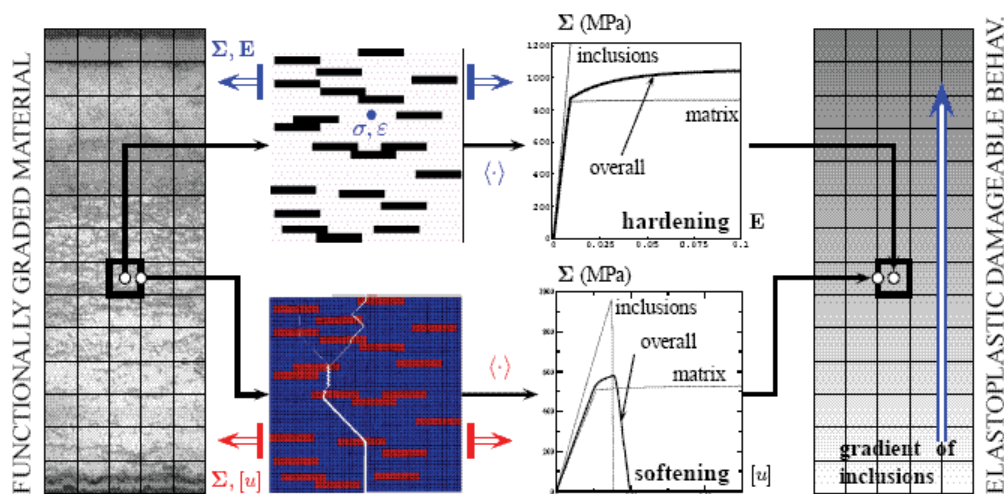 FUNCTIONALLY GRADED MATERIAL
Σ, E
σ, ε
⟨·⟩
Σ (MPa)
1200
1000
800
600
400
200
0
0 0.025 0.05 0.075 0.1
inclusions
matrix
overall
hardening E
Σ, [u]
⟨·⟩
Σ (MPa)
inclusions
overall
matrix
softening [u]
gradient of
inclusions
ELASTOPLASTIC DAMAGEABLE BEHAV.